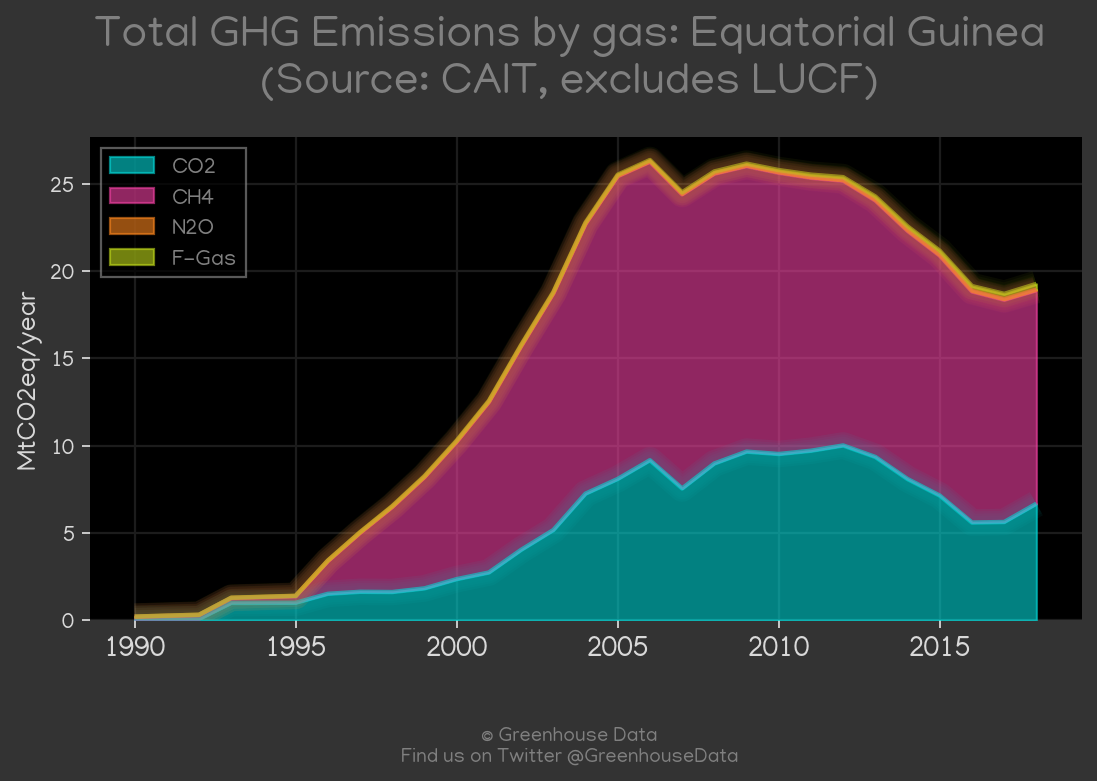 Total GHG Emissions by gas: Equatorial Guinea
(Source: CAIT, excludes LUCF)
CO2
CH4
N2O
F-Gas
MtCO2eq/year
25
20
15
10
5
0
1990 1995 2000 2005 2010 2015
© Greenhouse Data
Find us on Twitter @GreenhouseData